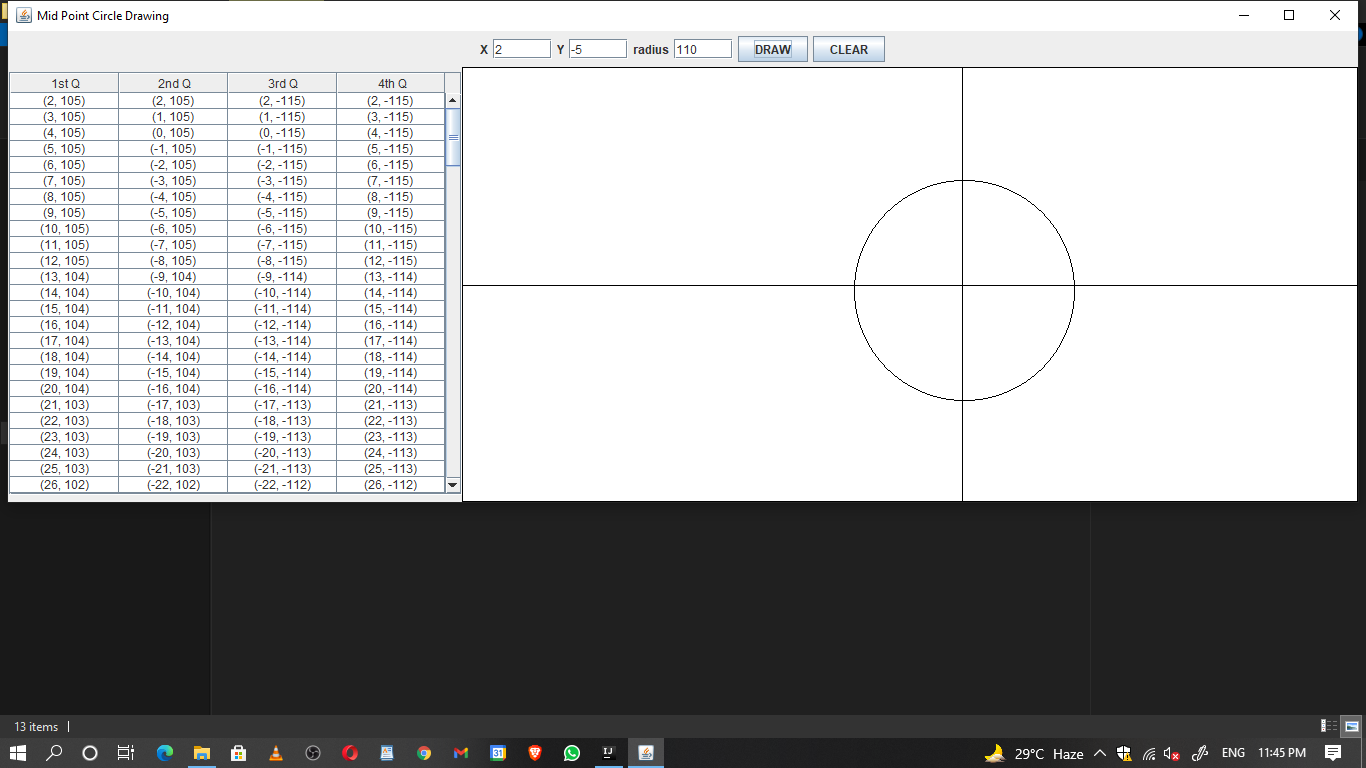 Mid Point Circle Drawing
X 2 Y -5 radius 110 DRAW CLEAR
1st Q 2nd Q 3rd Q 4th Q
(2, 105) (2, 105) (2, -115) (2, -115)
(3, 105) (1, 105) (1, -115) (3, -115)
(4, 105) (0, 105) (0, -115) (4, -115)
(5, 105) (-1, 105) (-1, -115) (5, -115)
(6, 105) (-2, 105) (-2, -115) (6, -115)
(7, 105) (-3, 105) (-3, -115) (7, -115)
(8, 105) (-4, 105) (-4, -115) (8, -115)
(9, 105) (-5, 105) (-5, -115) (9, -115)
(10, 105) (-6, 105) (-6, -115) (10, -115)
(11, 105) (-7, 105) (-7, -115) (11, -115)
(12, 105) (-8, 105) (-8, -115) (12, -115)
(13, 104) (-9, 104) (-9, -114) (13, -114)
(14, 104) (-10, 104) (-10, -114) (14, -114)
(15, 104) (-11, 104) (-11, -114) (15, -114)
(16, 104) (-12, 104) (-12, -114) (16, -114)
(17, 104) (-13, 104) (-13, -114) (17, -114)
(18, 104) (-14, 104) (-14, -114) (18, -114)
(19, 104) (-15, 104) (-15, -114) (19, -114)
(20, 104) (-16, 104) (-16, -114) (20, -114)
(21, 103) (-17, 103) (-17, -113) (21, -113)
(22, 103) (-18, 103) (-18, -113) (22, -113)
(23, 103) (-19, 103) (-19, -113) (23, -113)
(24, 103) (-20, 103) (-20, -113) (24, -113)
(25, 103) (-21, 103) (-21, -113) (25, -113)
(26, 102) (-22, 102) (-22, -112) (26, -112)
13 items
31 IJ 29°C Haze ENG 11:45 PM